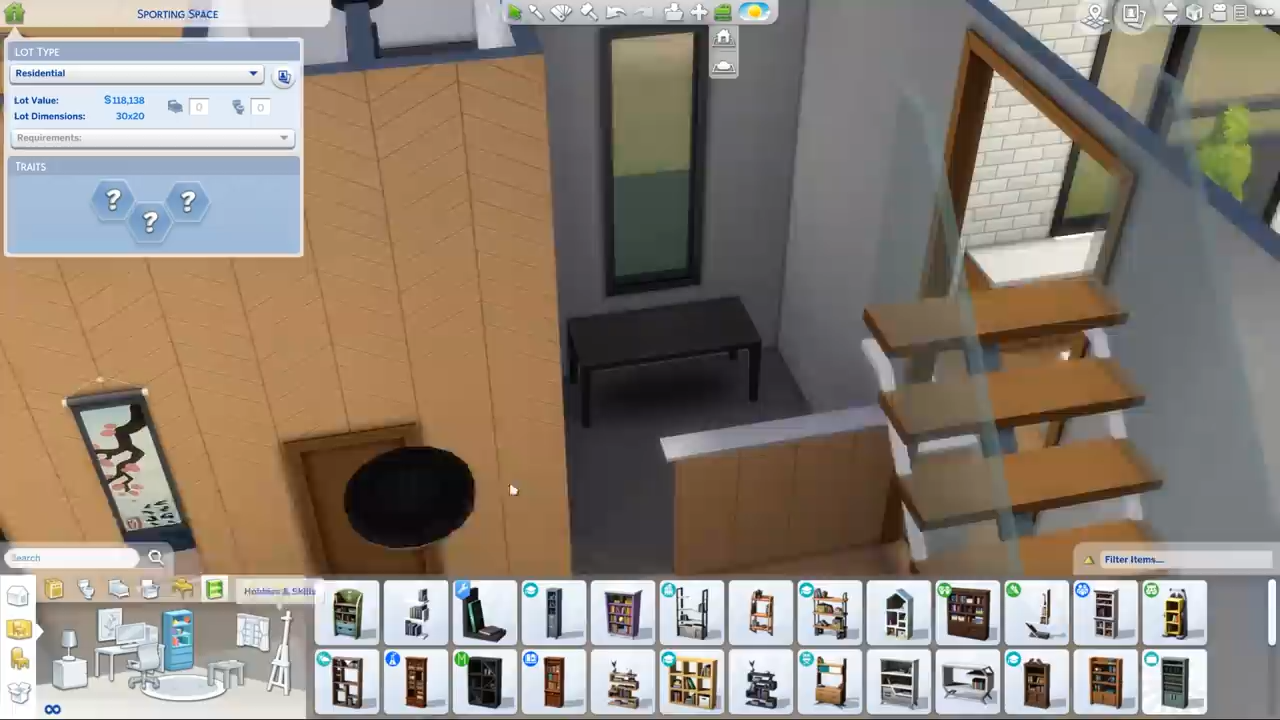 SPORTING SPACE
LOT TYPE
Residential
Lot Value: §118,138 0 0
Lot Dimensions: 30x20
Requirements:
TRAITS
? ? ?
Search
Filter Items...
Hobbies & Skills
∞